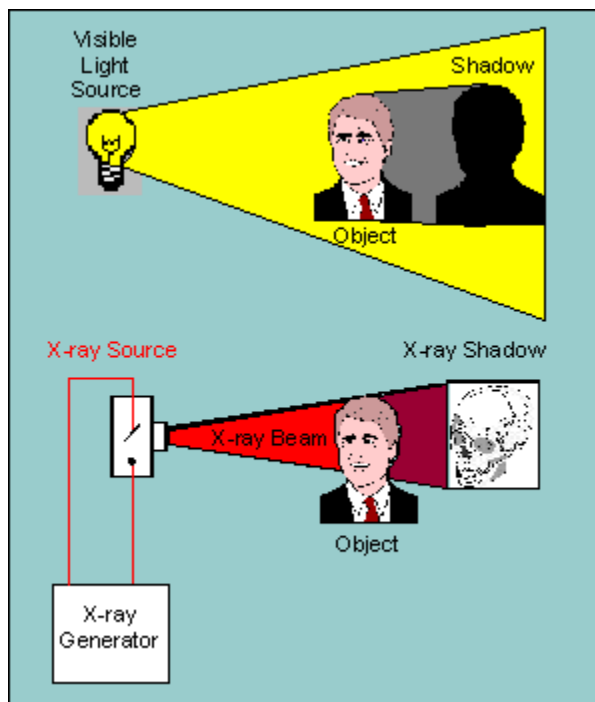 Visible
Light
Source
Shadow
Object
X-ray Source
X-ray Shadow
X-ray Beam
Object
X-ray
Generator